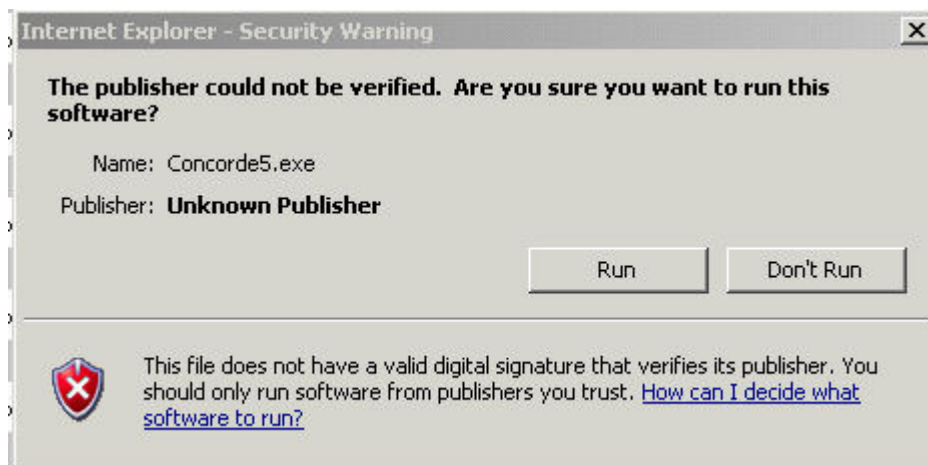 Internet Explorer - Security Warning
The publisher could not be verified. Are you sure you want to run this
software?
Name: Concorde5.exe
Publisher: Unknown Publisher
Run Don't Run
This file does not have a valid digital signature that verifies its publisher. You
should only run software from publishers you trust. How can I decide what
software to run?